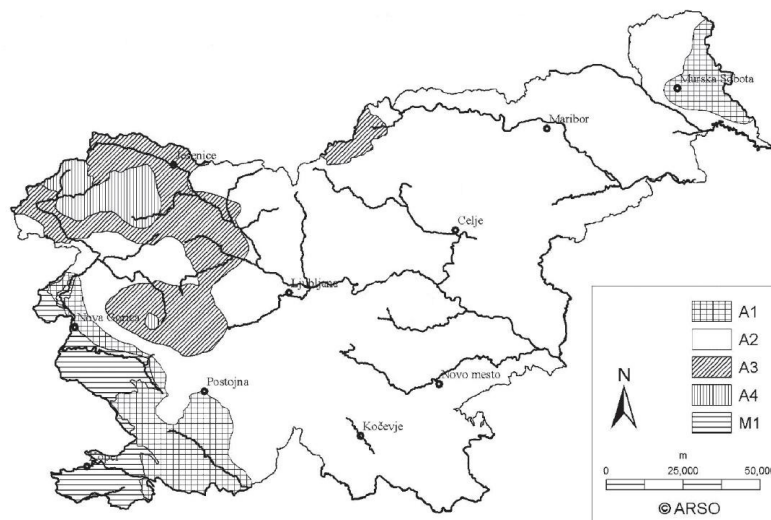 Murska Sobota
Maribor
Jesenice
Celje
Ljubljana
Nova Gorica
Postojna
Novo mesto
Kočevje
A1
A2
A3
A4
M1
N
m
0 25,000 50,000
© ARSO